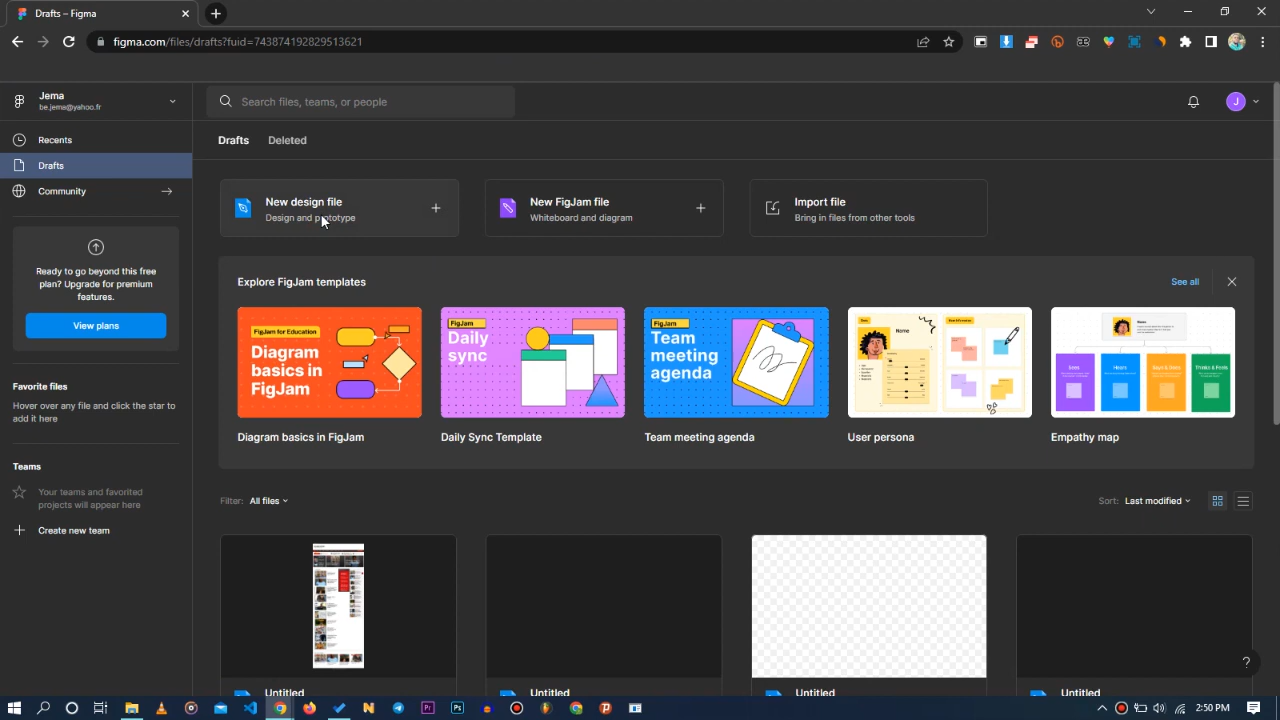 Drafts – Figma
figma.com/files/drafts?fuid=743874192829513621
Jema
be.jema@yahoo.fr
Search files, teams, or people
J
Recents
Drafts
Community
Drafts
Deleted
New design file
Design and prototype
New FigJam file
Whiteboard and diagram
Import file
Bring in files from other tools
Ready to go beyond this free
plan? Upgrade for premium
features.
View plans
Explore FigJam templates
See all
FigJam for Education
Diagram
basics in
FigJam
FigJam
Daily
sync
FigJam
Team
meeting
agenda
Name
Diagram basics in FigJam
Daily Sync Template
Team meeting agenda
User persona
Empathy map
Favorite files
Hover over any file and click the star to
add it here
Teams
Your teams and favorited
projects will appear here
Create new team
Filter: All files
Sort: Last modified
Untitled
Untitled
Untitled
Untitled
?
Pr
Ps
2:50 PM